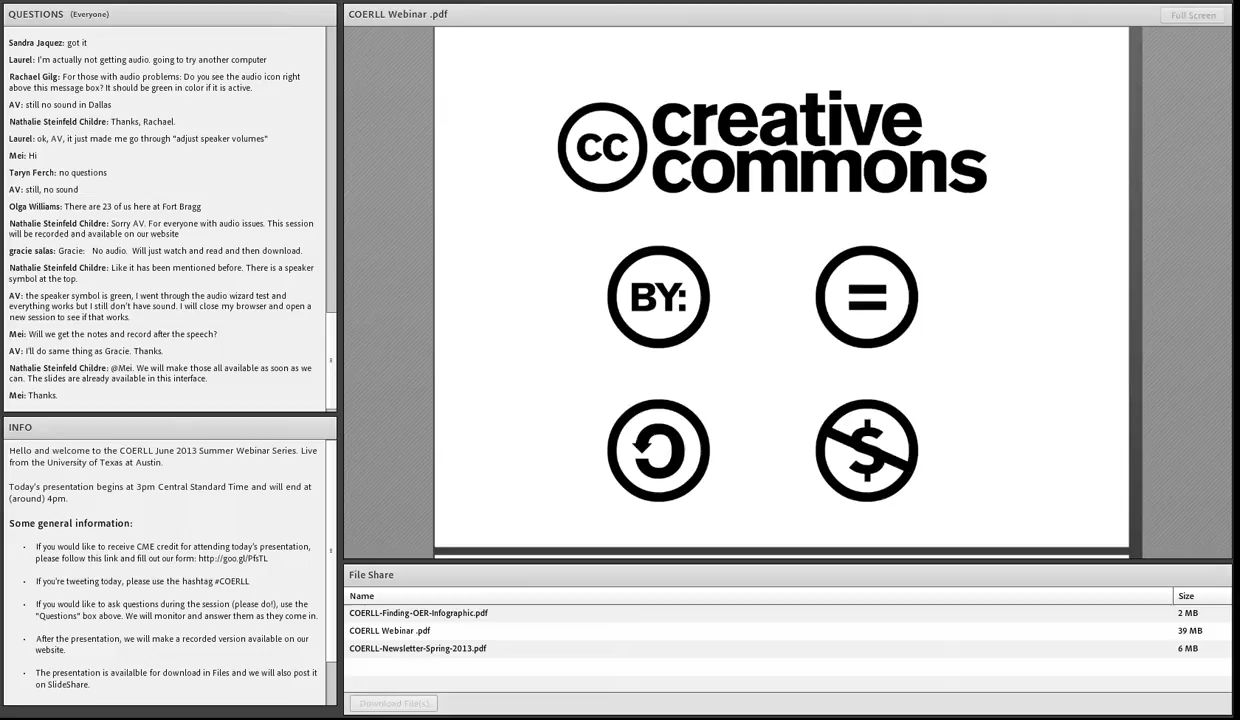 QUESTIONS (Everyone)
Sandra Jaquez: got it
Laurel: I'm actually not getting audio. going to try another computer
Rachael Gilg: For those with audio problems: Do you see the audio icon right
above this message box? It should be green in color if it is active.
AV: still no sound in Dallas
Nathalie Steinfeld Childre: Thanks, Rachael.
Laurel: ok, AV, it just made me go through "adjust speaker volumes"
Mei: Hi
Taryn Ferch: no questions
AV: still, no sound
Olga Williams: There are 23 of us here at Fort Bragg
Nathalie Steinfeld Childre: Sorry AV. For everyone with audio issues. This session
will be recorded and available on our website
gracie salas: Gracie: No audio. Will just watch and read and then download.
Nathalie Steinfeld Childre: Like it has been mentioned before. There is a speaker
symbol at the top.
AV: the speaker symbol is green, I went through the audio wizard test and
everything works but I still don't have sound. I will close my browser and open a
new session to see if that works.
Mei: Will we get the notes and record after the speech?
AV: I'll do same thing as Gracie. Thanks.
Nathalie Steinfeld Childre: @Mei. We will make those all available as soon as we
can. The slides are already available in this interface.
Mei: Thanks.
INFO
Hello and welcome to the COERLL June 2013 Summer Webinar Series. Live
from the University of Texas at Austin.
Today's presentation begins at 3pm Central Standard Time and will end at
(around) 4pm.
Some general information:
• If you would like to receive CME credit for attending today's presentation,
please follow this link and fill out our form: http://goo.gl/PfsTL
• If you're tweeting today, please use the hashtag #COERLL
• If you would like to ask questions during the session (please do!), use the
"Questions" box above. We will monitor and answer them as they come in.
• After the presentation, we will make a recorded version available on our
website.
• The presentation is availalble for download in Files and we will also post it
on SlideShare.
COERLL Webinar .pdf
Full Screen
cc creative
commons
BY: =
$
File Share
Name Size
COERLL-Finding-OER-Infographic.pdf 2 MB
COERLL Webinar .pdf 39 MB
COERLL-Newsletter-Spring-2013.pdf 6 MB
Download File(s)